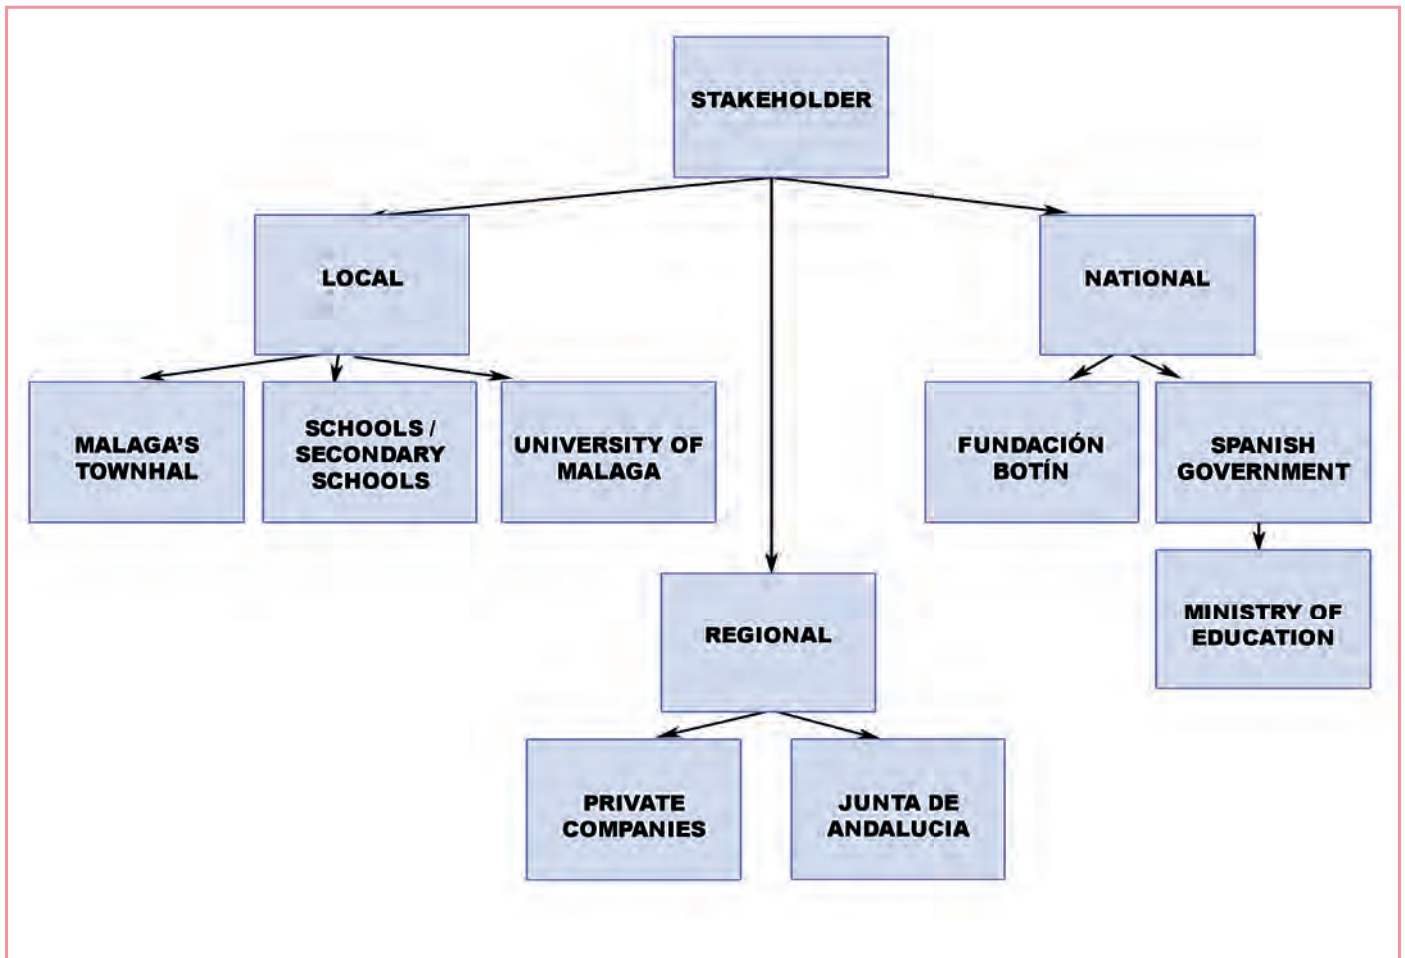 STAKEHOLDER
LOCAL
NATIONAL
MALAGA'S
TOWNHAL
SCHOOLS /
SECONDARY
SCHOOLS
UNIVERSITY OF
MALAGA
FUNDACIÓN
BOTÍN
SPANISH
GOVERNMENT
MINISTRY OF
EDUCATION
REGIONAL
PRIVATE
COMPANIES
JUNTA DE
ANDALUCIA